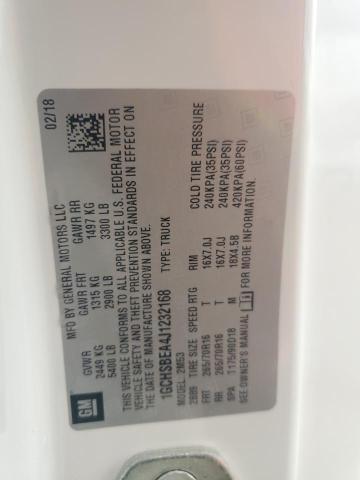 GM
MFD BY GENERAL MOTORS LLC
02/18
GVWR GAWR FRT GAWR RR
2449 KG 1315 KG 1497 KG
5400 LB 2900 LB 3300 LB
THIS VEHICLE CONFORMS TO ALL APPLICABLE U.S. FEDERAL MOTOR
VEHICLE SAFETY AND THEFT PREVENTION STANDARDS IN EFFECT ON
THE DATE OF MANUFACTURE SHOWN ABOVE.
1GCHSBEA4J1232168 TYPE: TRUCK
MODEL: 2M53
TIRE SIZE SPEED RTG RIM COLD TIRE PRESSURE
FRT 265/70R16 T 16X7.0J 240KPA(35PSI)
RR 265/70R16 T 16X7.0J 240KPA(35PSI)
SPA T175/90D18 M 18X4.5B 420KPA(60PSI)
SEE OWNER'S MANUAL FOR MORE INFORMATION.